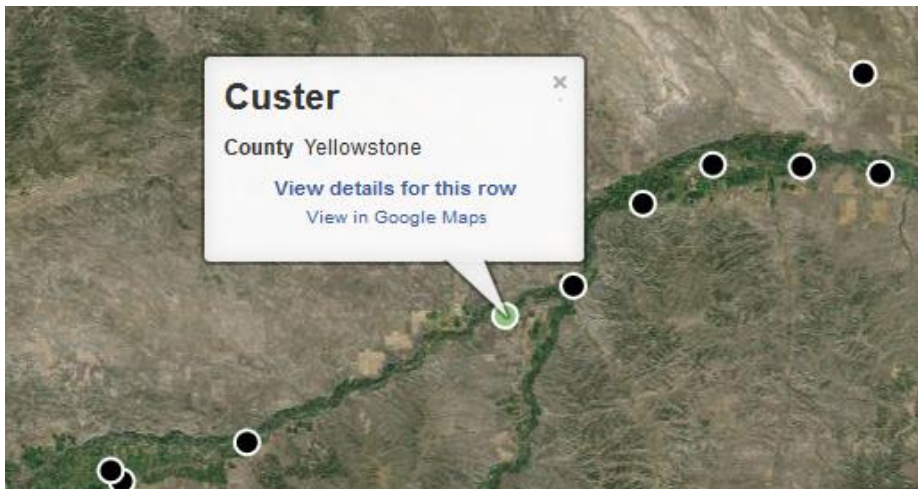 Custer
County Yellowstone
View details for this row
View in Google Maps